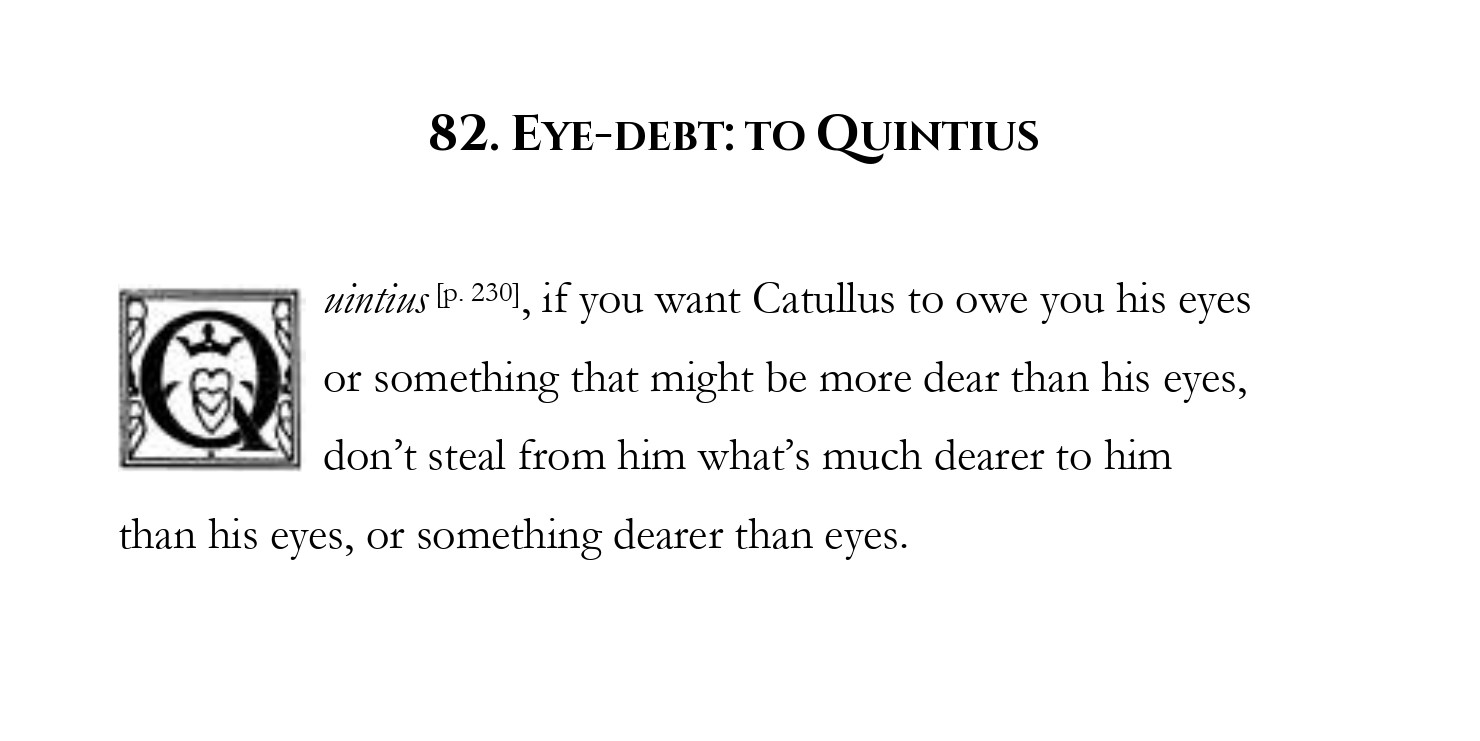 82. Eye-debt: to Quintius
Quintius [p. 230], if you want Catullus to owe you his eyes
or something that might be more dear than his eyes,
don’t steal from him what’s much dearer to him
than his eyes, or something dearer than eyes.